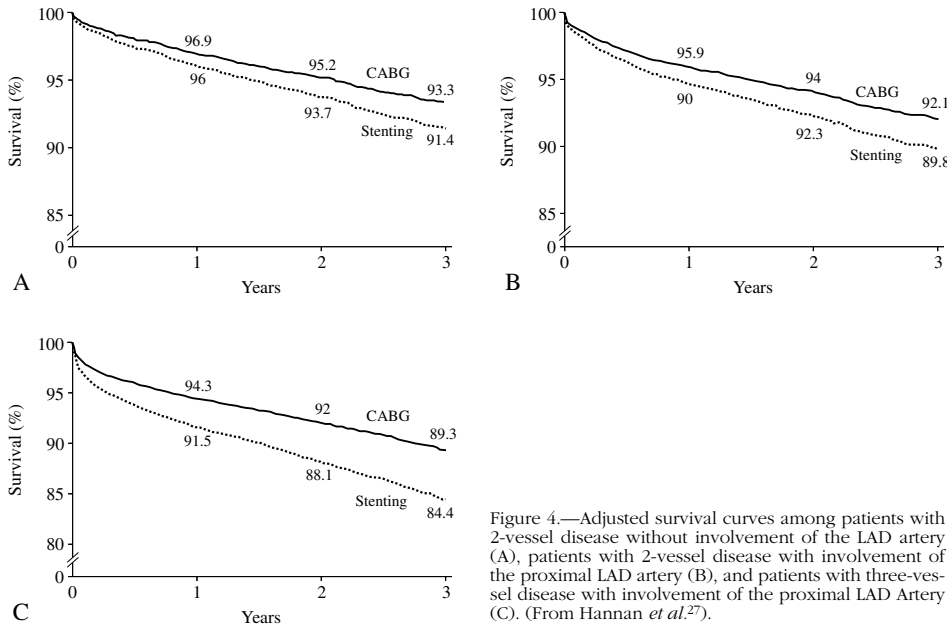 100
95
90
85
0
Survival (%)
96.9
95.2
CABG
93.3
96
93.7
Stenting
91.4
0
1
2
3
Years
A
100
95
90
85
0
Survival (%)
95.9
94
CABG
92.1
90
92.3
Stenting
89.8
0
1
2
3
Years
B
100
95
90
85
80
0
Survival (%)
94.3
92
CABG
89.3
91.5
88.1
Stenting
84.4
0
1
2
3
Years
C
Figure 4.—Adjusted survival curves among patients with
2-vessel disease without involvement of the LAD artery
(A), patients with 2-vessel disease with involvement of
the proximal LAD artery (B), and patients with three-ves-
sel disease with involvement of the proximal LAD Artery
(C). (From Hannan et al.27).